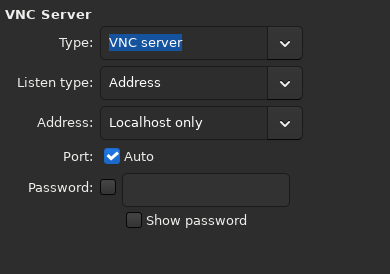 VNC Server
Type: VNC server
Listen type: Address
Address: Localhost only
Port: Auto
Password:
Show password